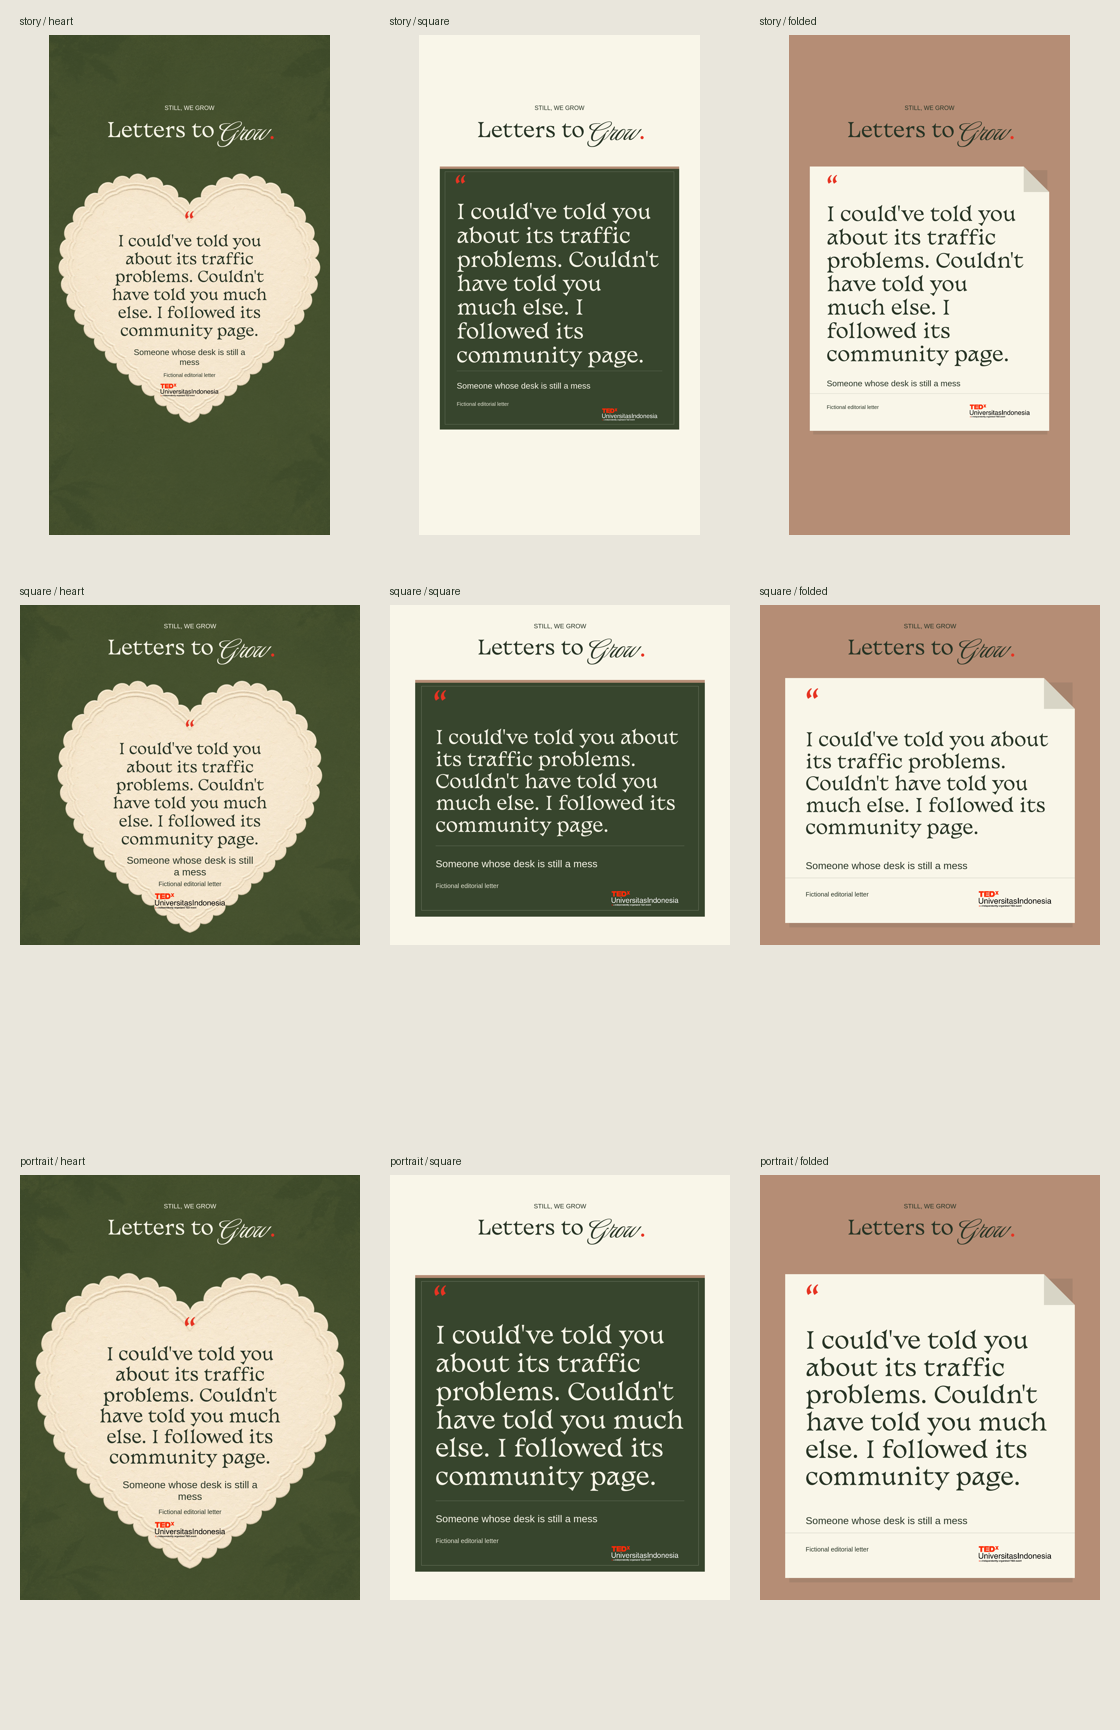 story / heart
STILL, WE GROW
Letters to Grow.
“
I could've told you
about its traffic
problems. Couldn't
have told you much
else. I followed its
community page.
Someone whose desk is still a
mess
Fictional editorial letter
TEDx
UniversitasIndonesia
story / square
STILL, WE GROW
Letters to Grow.
“
I could've told you
about its traffic
problems. Couldn't
have told you
much else. I
followed its
community page.
Someone whose desk is still a mess
Fictional editorial letter
TEDx
UniversitasIndonesia
story / folded
STILL, WE GROW
Letters to Grow.
“
I could've told you
about its traffic
problems. Couldn't
have told you
much else. I
followed its
community page.
Someone whose desk is still a mess
Fictional editorial letter
TEDx
UniversitasIndonesia
square / heart
STILL, WE GROW
Letters to Grow.
“
I could've told you
about its traffic
problems. Couldn't
have told you much
else. I followed its
community page.
Someone whose desk is still
a mess
Fictional editorial letter
TEDx
UniversitasIndonesia
square / square
STILL, WE GROW
Letters to Grow.
“
I could've told you about
its traffic problems.
Couldn't have told you
much else. I followed its
community page.
Someone whose desk is still a mess
Fictional editorial letter
TEDx
UniversitasIndonesia
square / folded
STILL, WE GROW
Letters to Grow.
“
I could've told you about
its traffic problems.
Couldn't have told you
much else. I followed its
community page.
Someone whose desk is still a mess
Fictional editorial letter
TEDx
UniversitasIndonesia
portrait / heart
STILL, WE GROW
Letters to Grow.
“
I could've told you
about its traffic
problems. Couldn't
have told you much
else. I followed its
community page.
Someone whose desk is still a
mess
Fictional editorial letter
TEDx
UniversitasIndonesia
portrait / square
STILL, WE GROW
Letters to Grow.
“
I could've told you
about its traffic
problems. Couldn't
have told you much
else. I followed its
community page.
Someone whose desk is still a mess
Fictional editorial letter
TEDx
UniversitasIndonesia
portrait / folded
STILL, WE GROW
Letters to Grow.
“
I could've told you
about its traffic
problems. Couldn't
have told you much
else. I followed its
community page.
Someone whose desk is still a mess
Fictional editorial letter
TEDx
UniversitasIndonesia